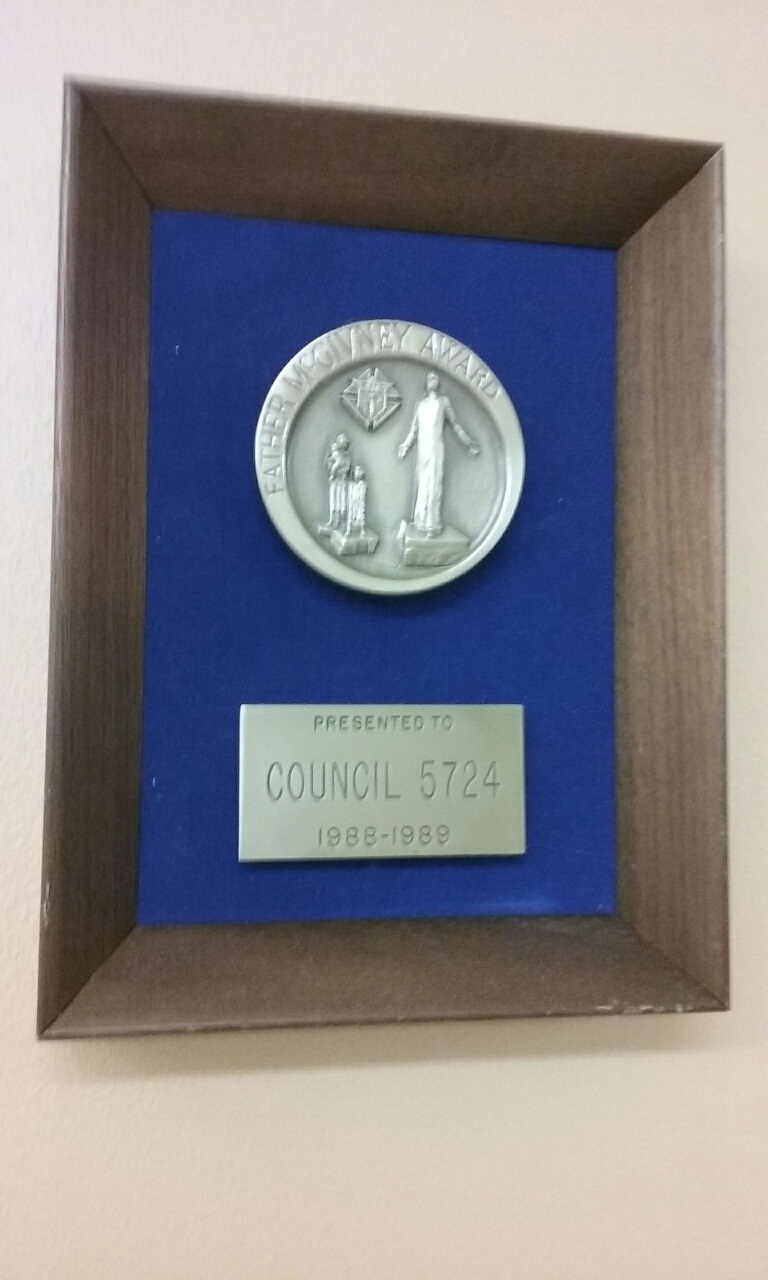 FATHER McGIVNEY AWARD
PRESENTED TO
COUNCIL 5724
1988-1989